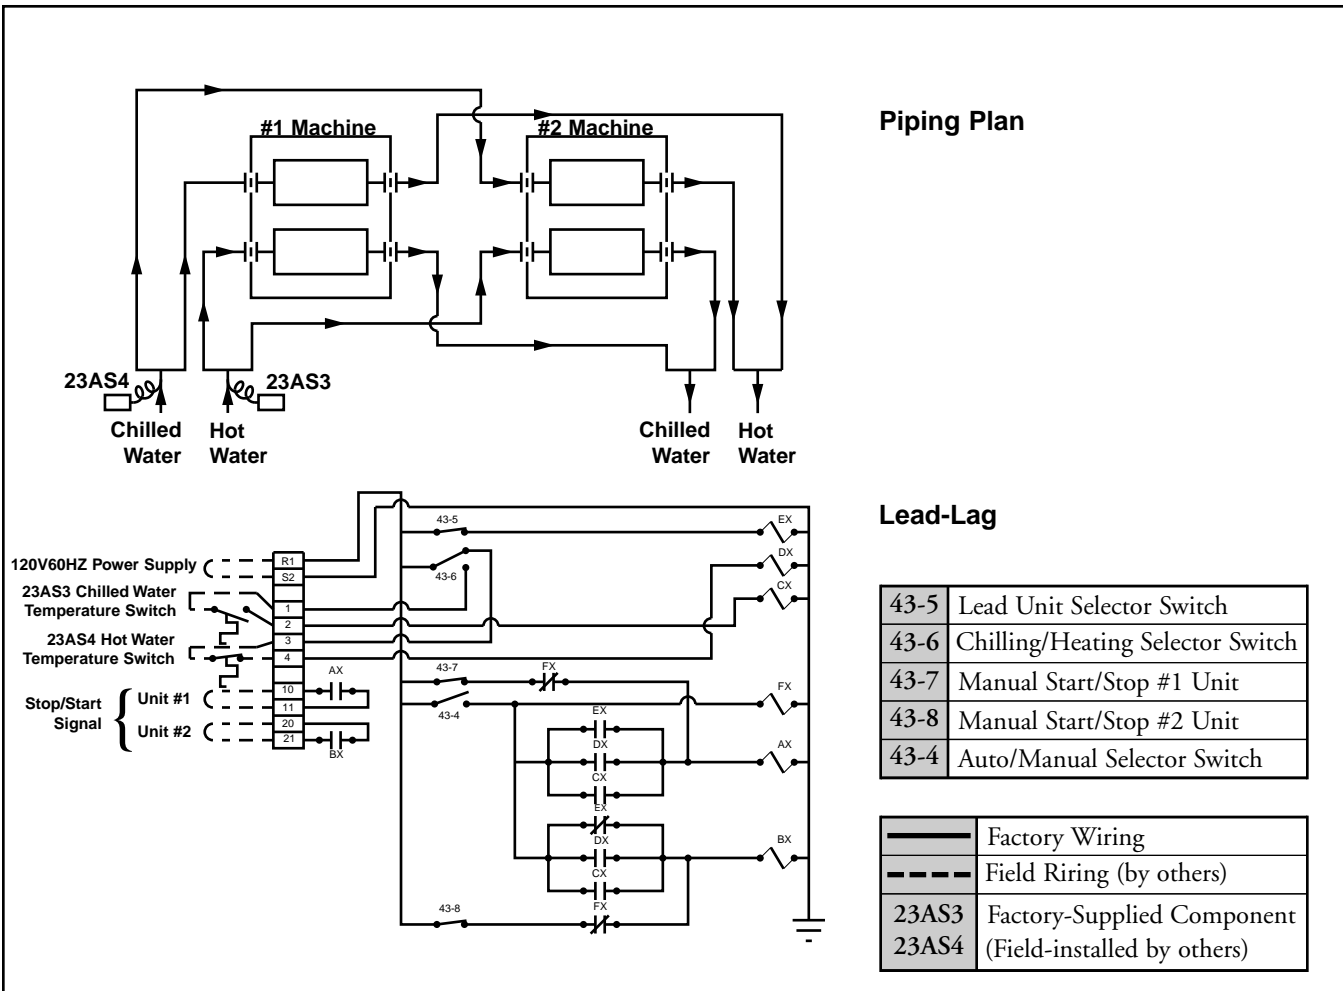 Piping Plan
#1 Machine
#2 Machine
23AS4
23AS3
Chilled
Water
Hot
Water
Chilled
Water
Hot
Water
Lead-Lag
120V60HZ Power Supply
23AS3 Chilled Water
Temperature Switch
23AS4 Hot Water
Temperature Switch
Stop/Start
Signal
Unit #1
Unit #2
R1
S2
1
2
3
4
10
11
20
21
AX
BX
43-5
43-6
43-7
43-4
43-8
EX
DX
CX
FX
FX
EX
DX
CX
AX
EX
DX
CX
BX
FX
43-5 Lead Unit Selector Switch
43-6 Chilling/Heating Selector Switch
43-7 Manual Start/Stop #1 Unit
43-8 Manual Start/Stop #2 Unit
43-4 Auto/Manual Selector Switch
Factory Wiring
Field Riring (by others)
23AS3 Factory-Supplied Component
23AS4 (Field-installed by others)